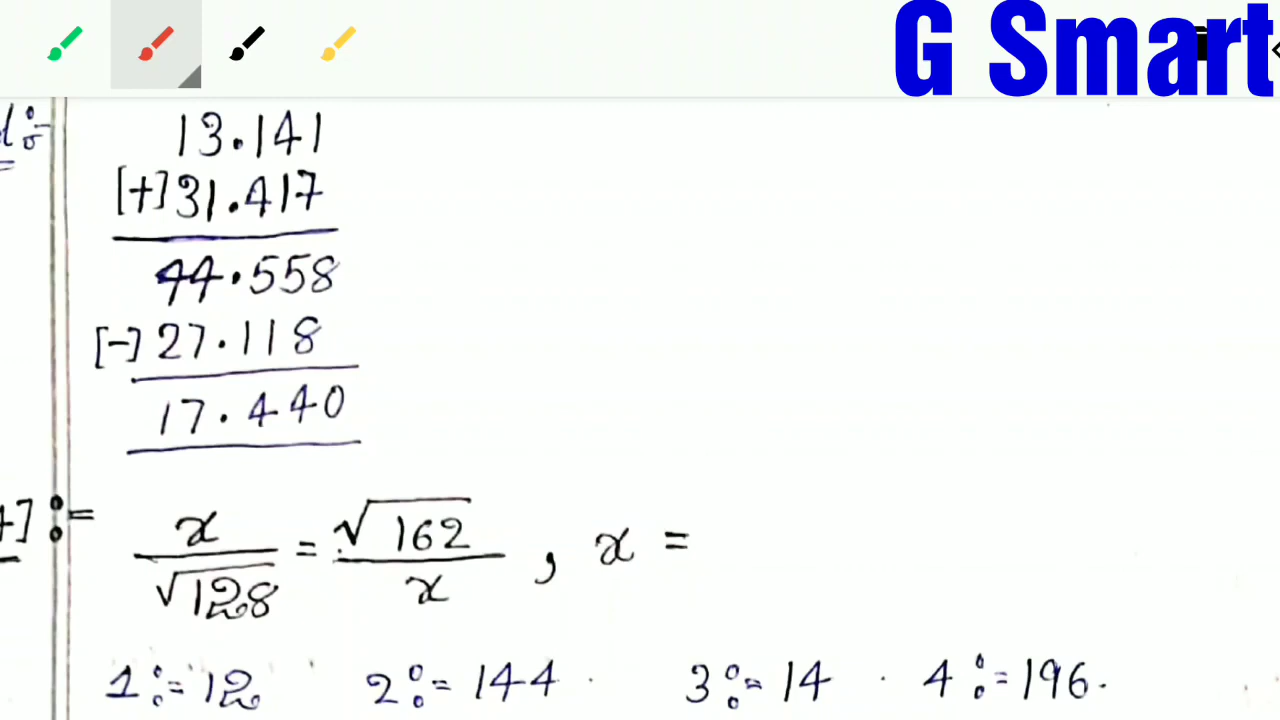 G Smart
13.141
[+] 31.417
44.558
[-] 27.118
17.440
x/√128 = √162/x , x =
1:= 12 2:= 144 3:= 14 4:= 196.